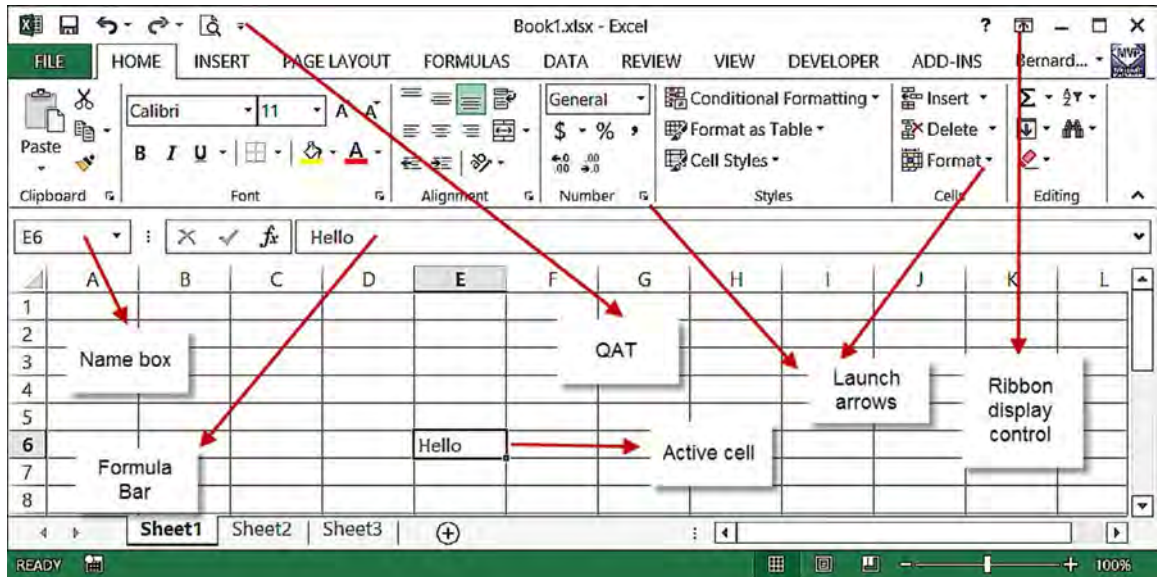 Book1.xlsx - Excel
?
FILE HOME INSERT PAGE LAYOUT FORMULAS DATA REVIEW VIEW DEVELOPER ADD-INS Bernard... MVP
Calibri 11 A A General Conditional Formatting Insert Σ
Paste $ % , Format as Table Delete
B I U A Cell Styles Format
Clipboard Font Alignment Number Styles Cells Editing
E6 fx Hello
A B C D E F G H I J K L
1
2
3
4
5
6 Hello
7
8
Name box
QAT
Launch
arrows
Ribbon
display
control
Active cell
Formula
Bar
Sheet1 Sheet2 Sheet3
READY 100%